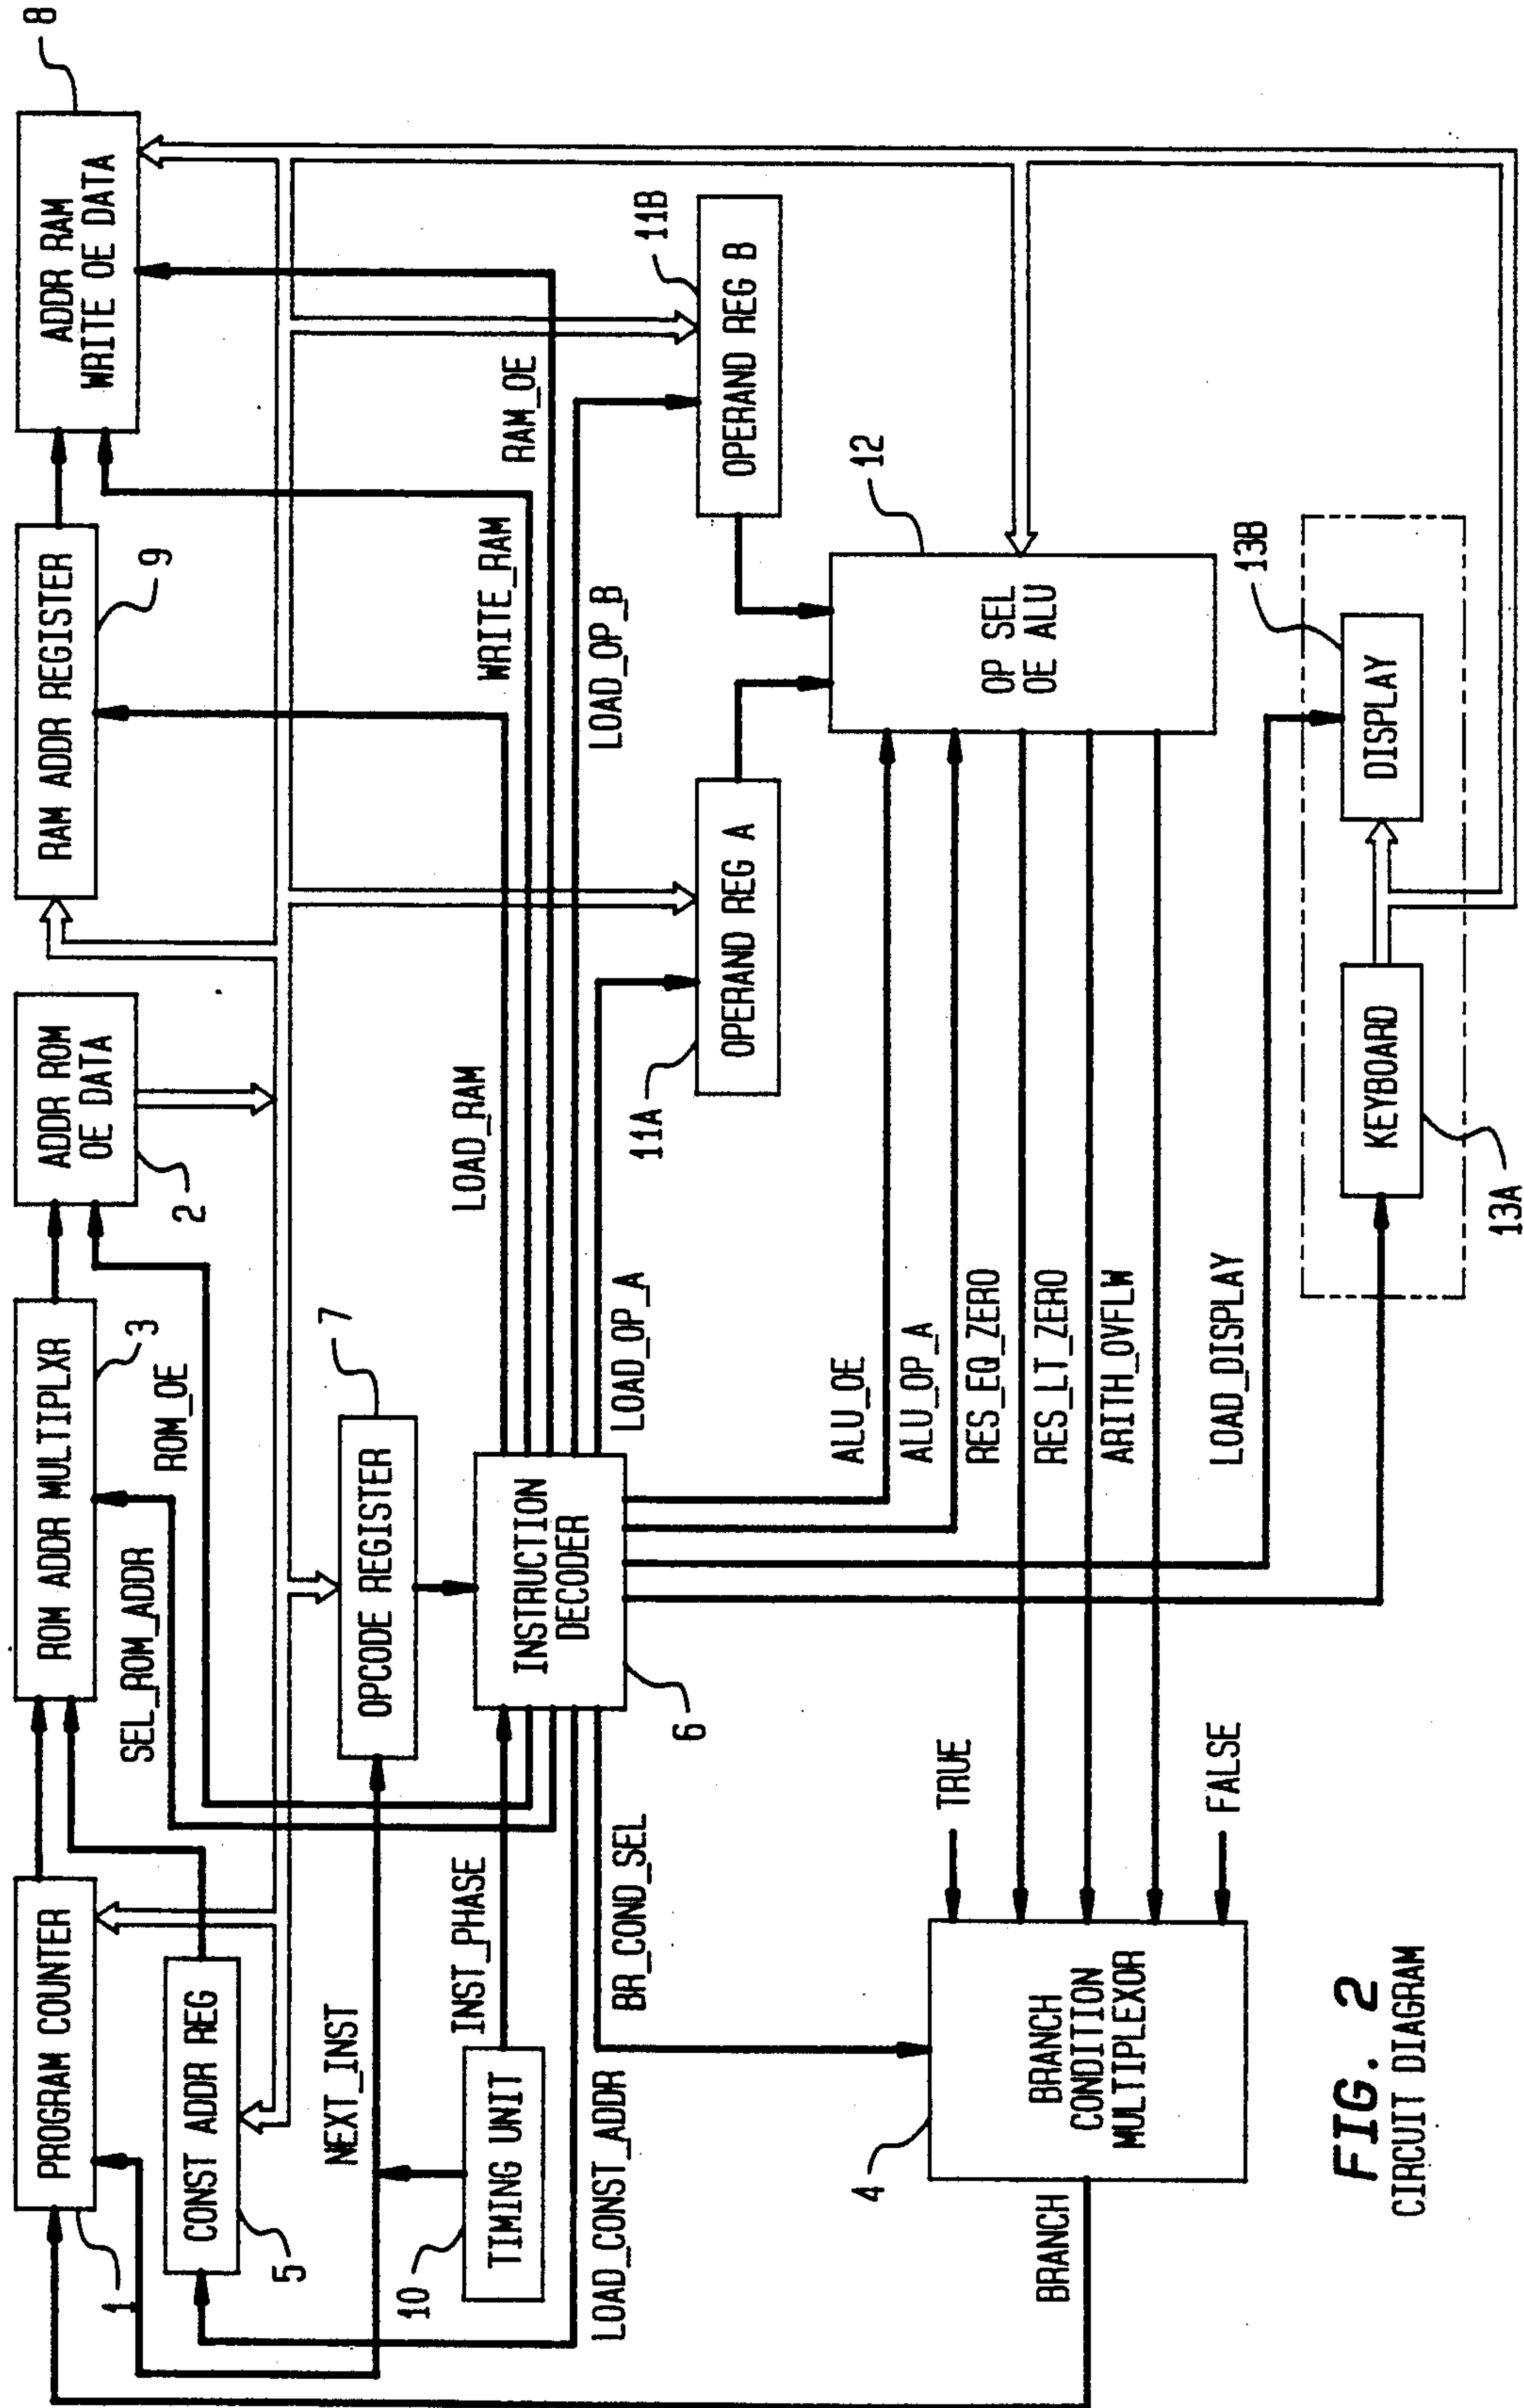 PROGRAM COUNTER
1
CONST ADDR REG
5
ROM ADDR MULTIPLXR
3
SEL_ROM_ADDR
ROM_OE
ADDR ROM
OE DATA
2
RAM ADDR REGISTER
9
ADDR RAM
WRITE OE DATA
8
NEXT_INST
TIMING UNIT
10
INST_PHASE
OPCODE REGISTER
7
INSTRUCTION
DECODER
6
LOAD_CONST_ADDR
BR_COND_SEL
LOAD_RAM
WRITE_RAM
RAM_OE
LOAD_OP_B
LOAD_OP_A
OPERAND REG A
11A
OPERAND REG B
11B
OP SEL
OE ALU
12
ALU_OE
ALU_OP_A
RES_EQ_ZERO
RES_LT_ZERO
ARITH_OVFLW
LOAD_DISPLAY
TRUE
FALSE
BRANCH
CONDITION
MULTIPLEXOR
4
BRANCH
KEYBOARD
13A
DISPLAY
13B
FIG. 2
CIRCUIT DIAGRAM